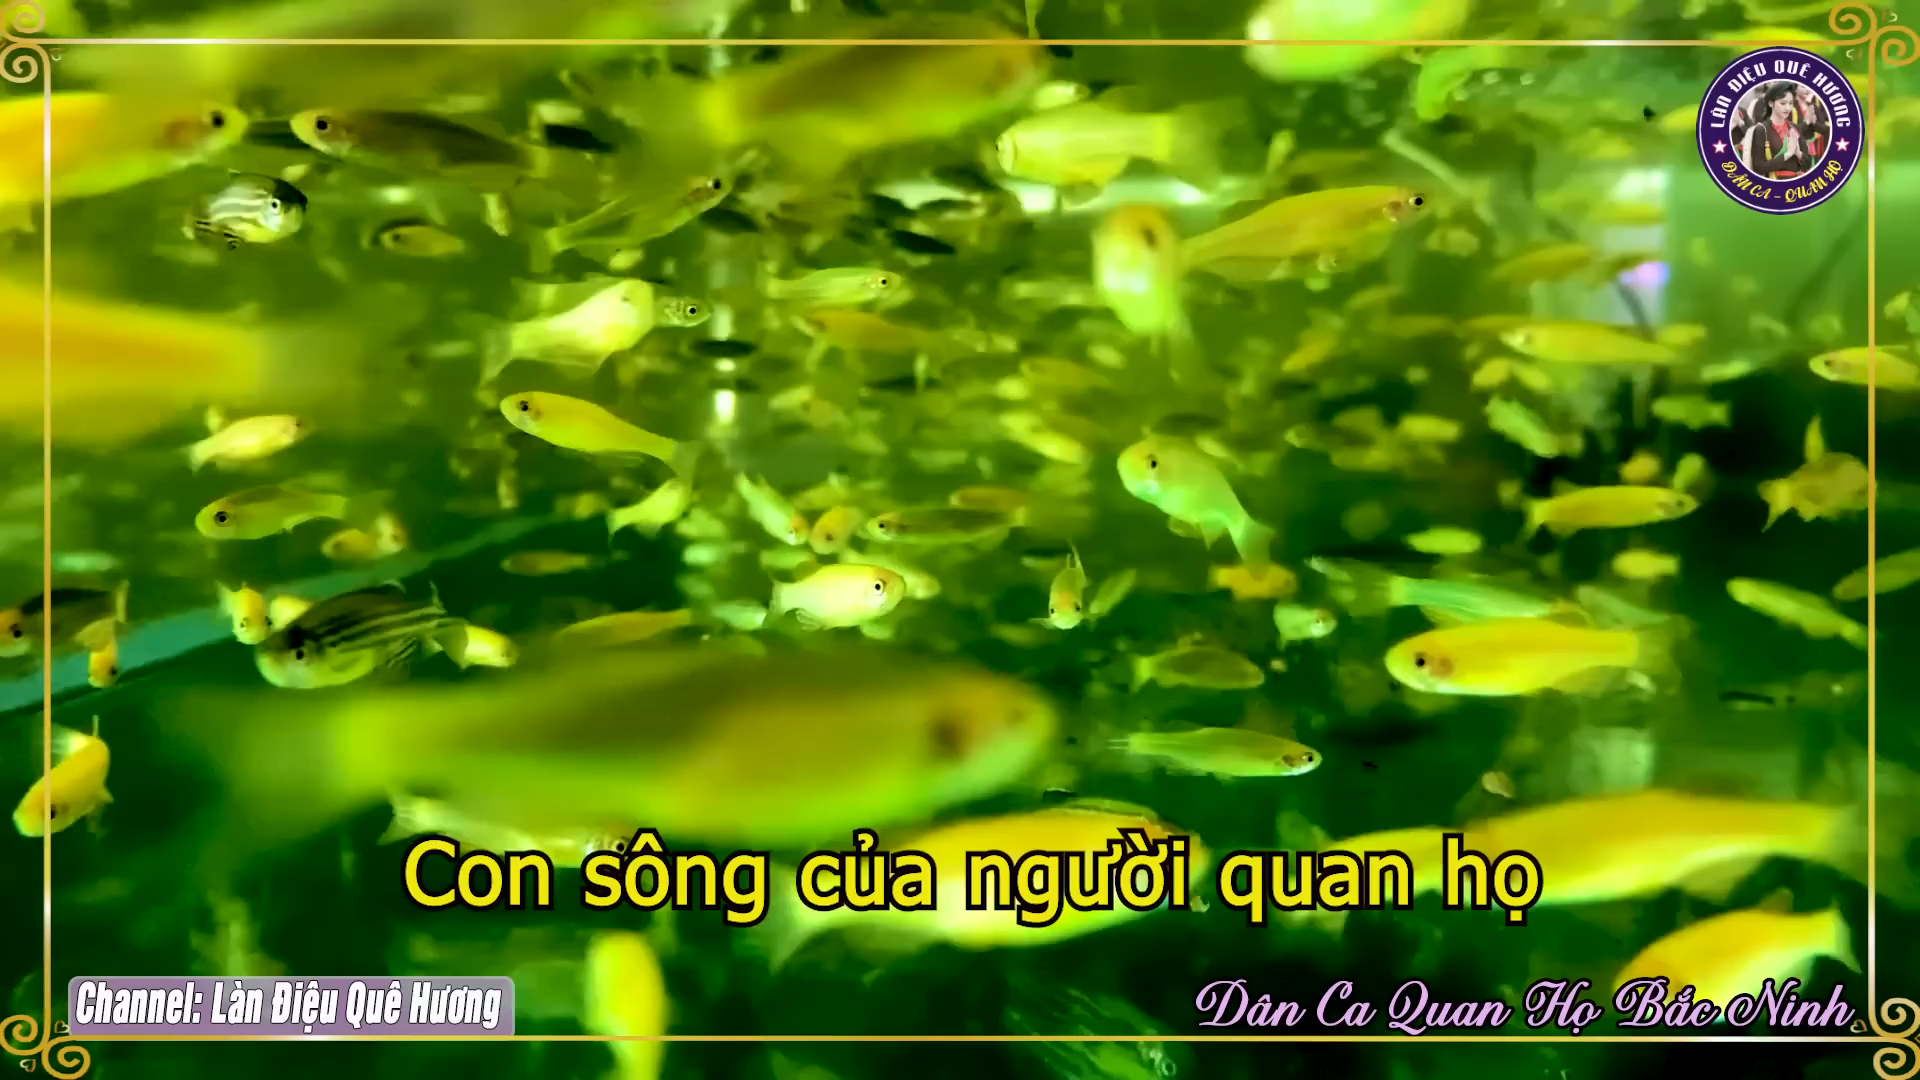 LÀN ĐIỆU QUÊ HƯƠNG
DÂN CA - QUAN HỌ
Con sông của người quan họ
Channel: Làn Điệu Quê Hương
Dân Ca Quan Họ Bắc Ninh